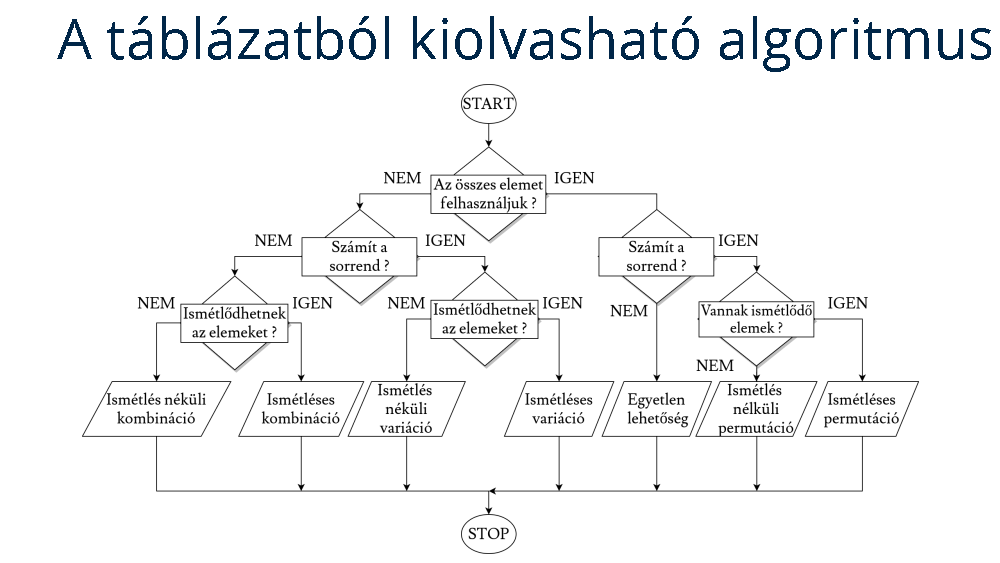 A táblázatból kiolvasható algoritmus
START
NEM
IGEN
Az összes elemet
felhasználjuk ?
NEM
Számít a
sorrend ?
IGEN
Számít a
sorrend ?
IGEN
NEM
Ismétlődhetnek
az elemeket ?
IGEN
NEM
Ismétlődhetnek
az elemeket ?
IGEN
NEM
Vannak ismétlődő
elemek ?
IGEN
NEM
Ismétlés néküli
kombináció
Ismétléses
kombináció
Ismétlés
néküli
variáció
Ismétléses
variáció
Egyetlen
lehetőség
Ismétlés
nélküli
permutáció
Ismétléses
permutáció
STOP